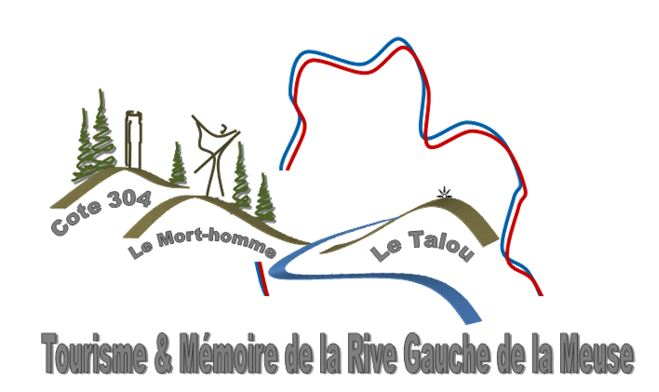 Cote 304
Le Mort-homme
Le Talou
Tourisme & Mémoire de la Rive Gauche de la Meuse